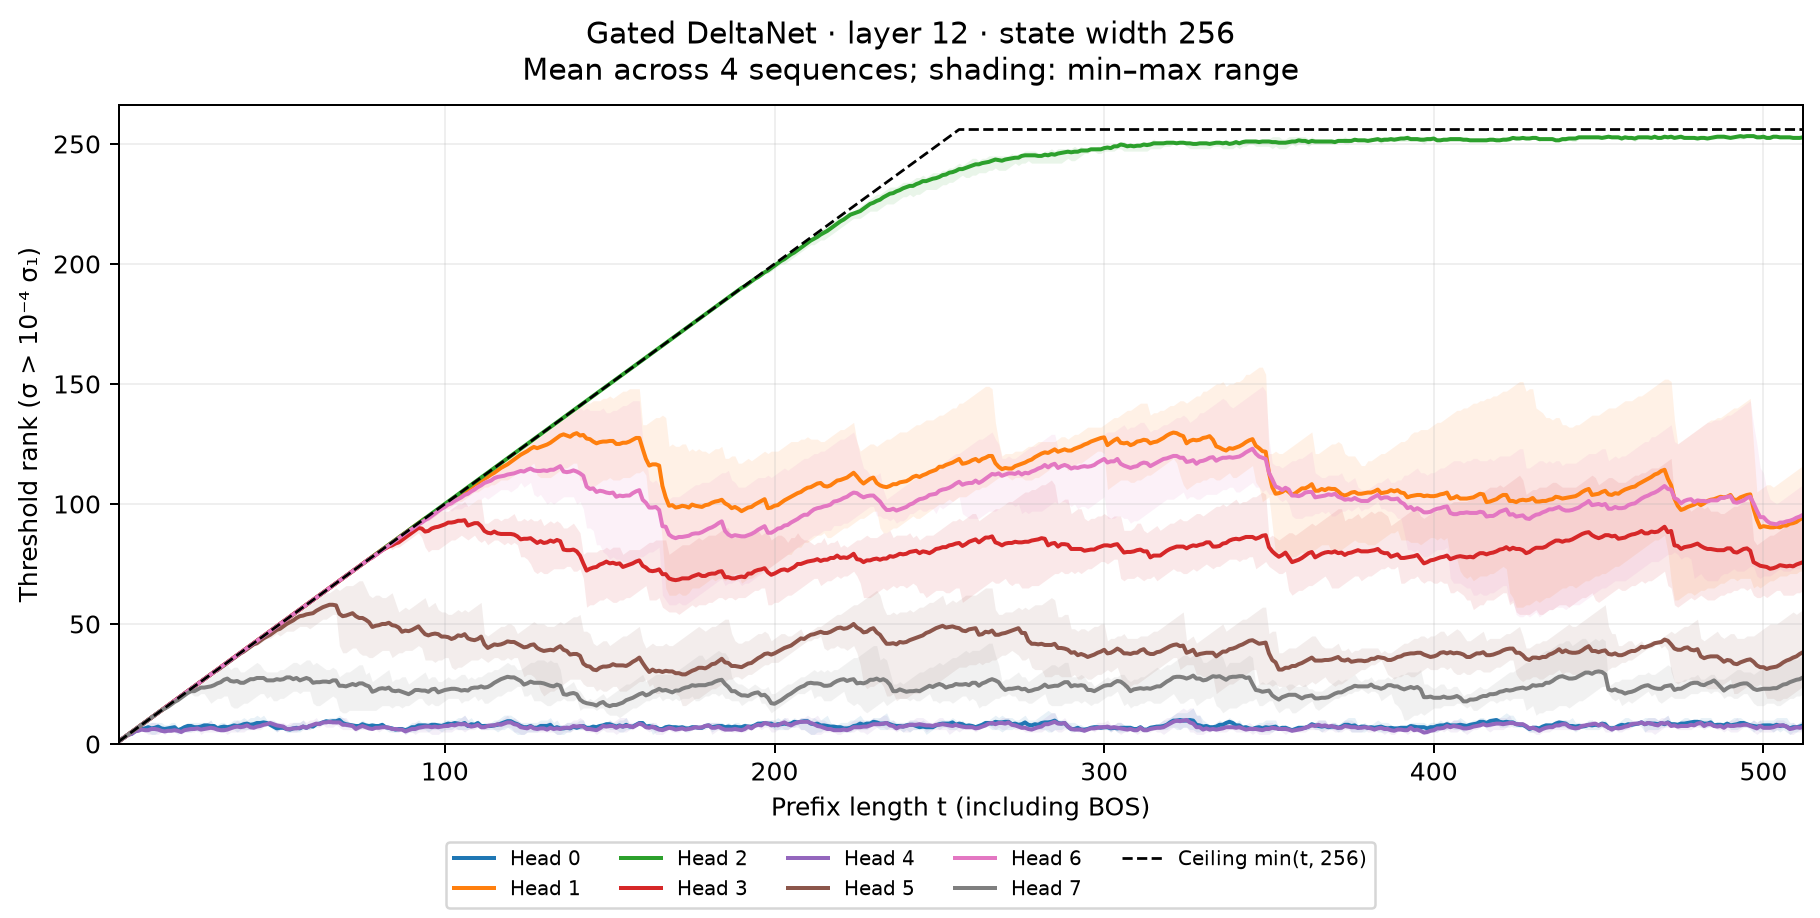 Gated DeltaNet · layer 12 · state width 256
Mean across 4 sequences; shading: min–max range
Threshold rank (σ > 10⁻⁴ σ₁)
250
200
150
100
50
0
100
200
300
400
500
Prefix length t (including BOS)
Head 0
Head 1
Head 2
Head 3
Head 4
Head 5
Head 6
Head 7
Ceiling min(t, 256)